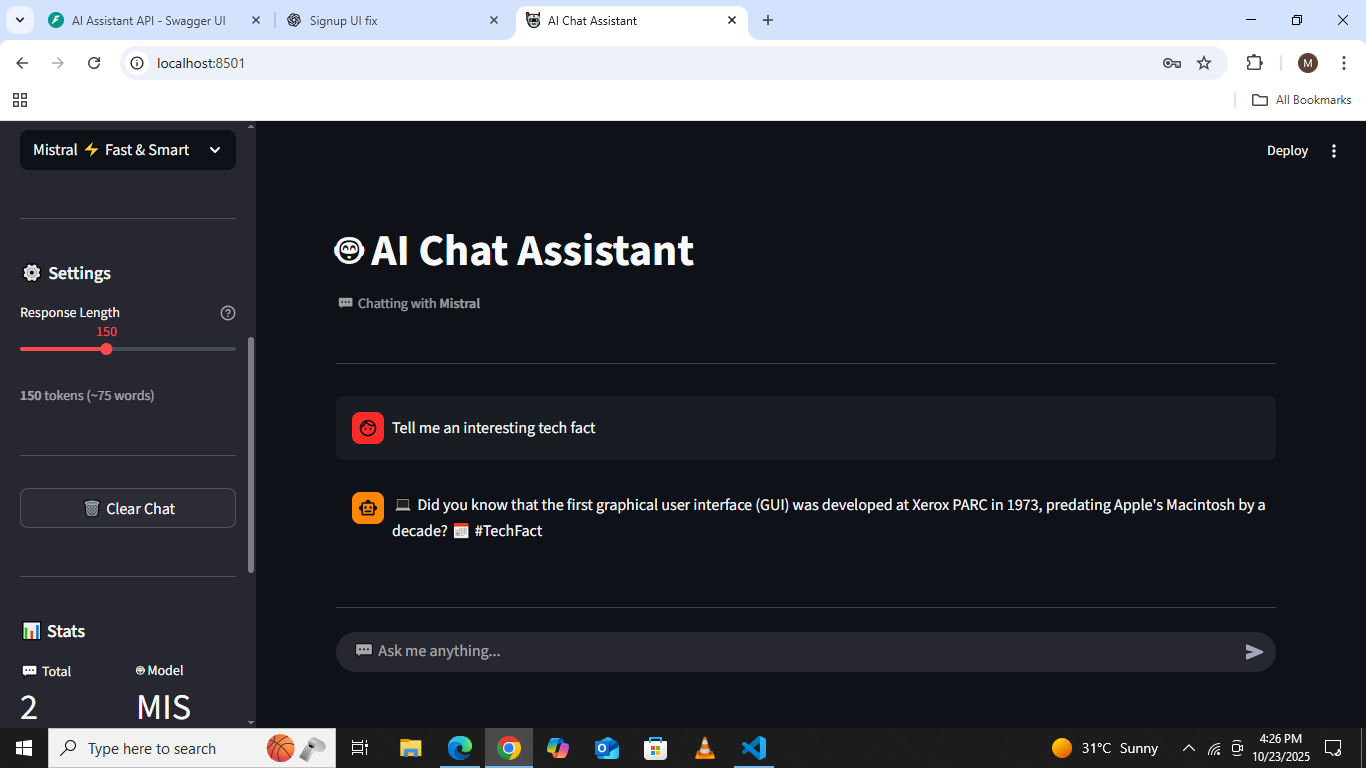 AI Assistant API - Swagger UI
Signup UI fix
AI Chat Assistant
localhost:8501
M
All Bookmarks
Mistral ⚡ Fast & Smart
Settings
Response Length
150
150 tokens (~75 words)
Clear Chat
Stats
Total
Model
2
MIS
Deploy
AI Chat Assistant
Chatting with Mistral
Tell me an interesting tech fact
Did you know that the first graphical user interface (GUI) was developed at Xerox PARC in 1973, predating Apple's Macintosh by a
decade? #TechFact
Ask me anything...
Type here to search
31°C Sunny
4:26 PM
10/23/2025